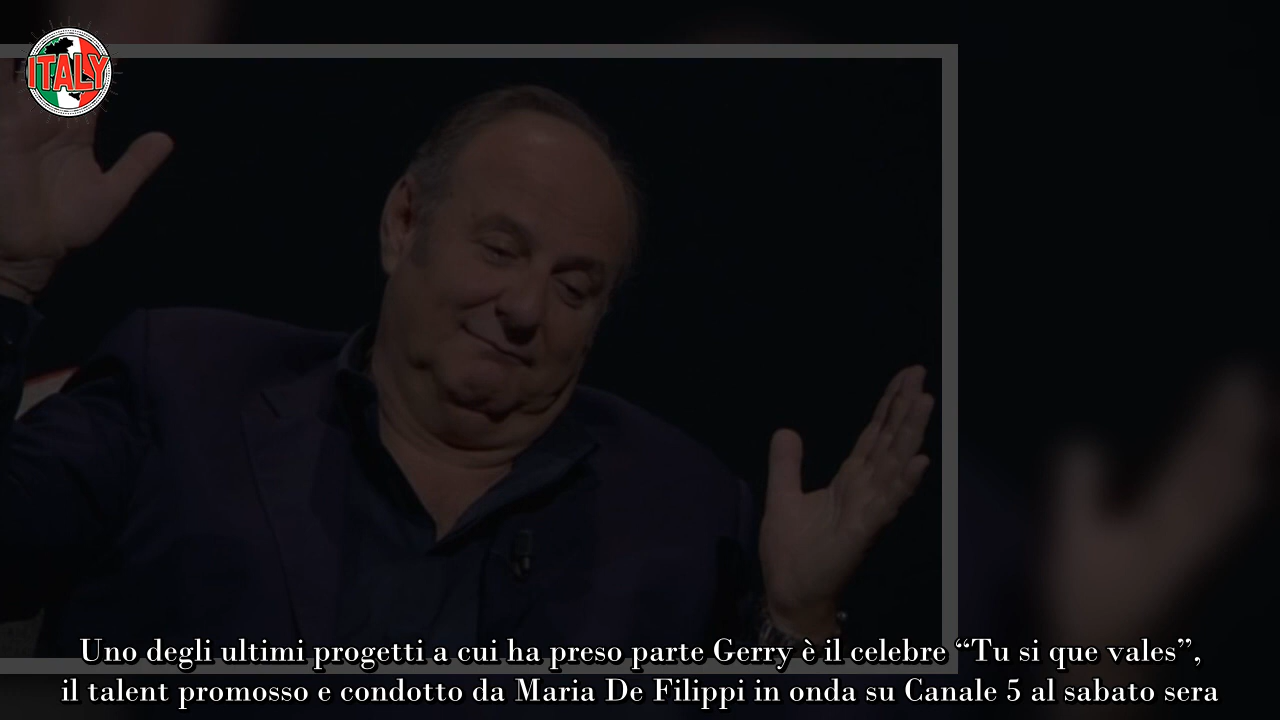 ITALY
Uno degli ultimi progetti a cui ha preso parte Gerry è il celebre “Tu si que vales”,
il talent promosso e condotto da Maria De Filippi in onda su Canale 5 al sabato sera